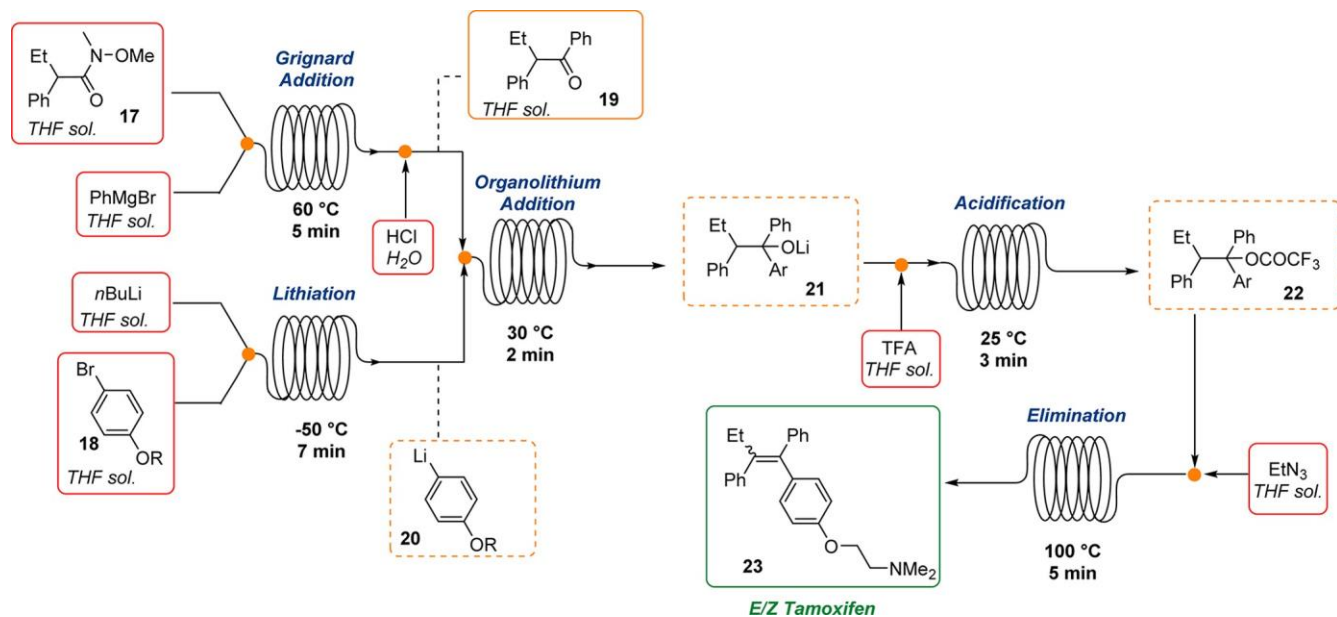 Et
N
OMe
Ph
O
17
THF sol.
PhMgBr
THF sol.
Grignard
Addition
60 °C
5 min
HCl
H2O
Et
Ph
Ph
O
19
THF sol.
nBuLi
THF sol.
Br
18
OR
THF sol.
Lithiation
-50 °C
7 min
Li
20
OR
Organolithium
Addition
30 °C
2 min
Et
Ph
OLi
Ph
Ar
21
TFA
THF sol.
Acidification
25 °C
3 min
Et
Ph
OCOCF3
Ph
Ar
22
EtN3
THF sol.
Elimination
100 °C
5 min
Et
Ph
Ph
O
NMe2
23
E/Z Tamoxifen